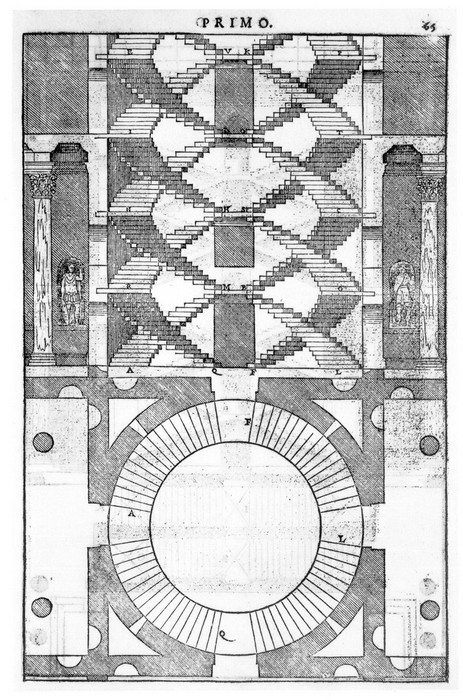 PRIMO. 65
E V K P
I D O T
H N C
R M B G
A Q F L
F
A
L
Q